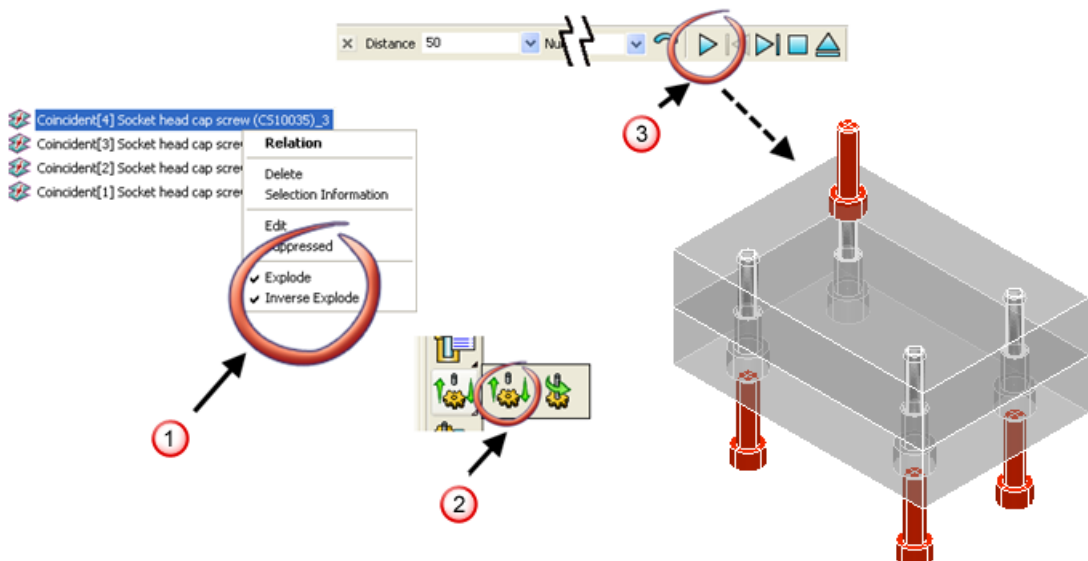 Distance 50 Nu
Coincident[4] Socket head cap screw (CS10035)_3
Coincident[3] Socket head cap screw
Coincident[2] Socket head cap screw
Coincident[1] Socket head cap screw
Relation
Delete
Selection Information
Edit
Suppressed
Explode
Inverse Explode
1
2
3